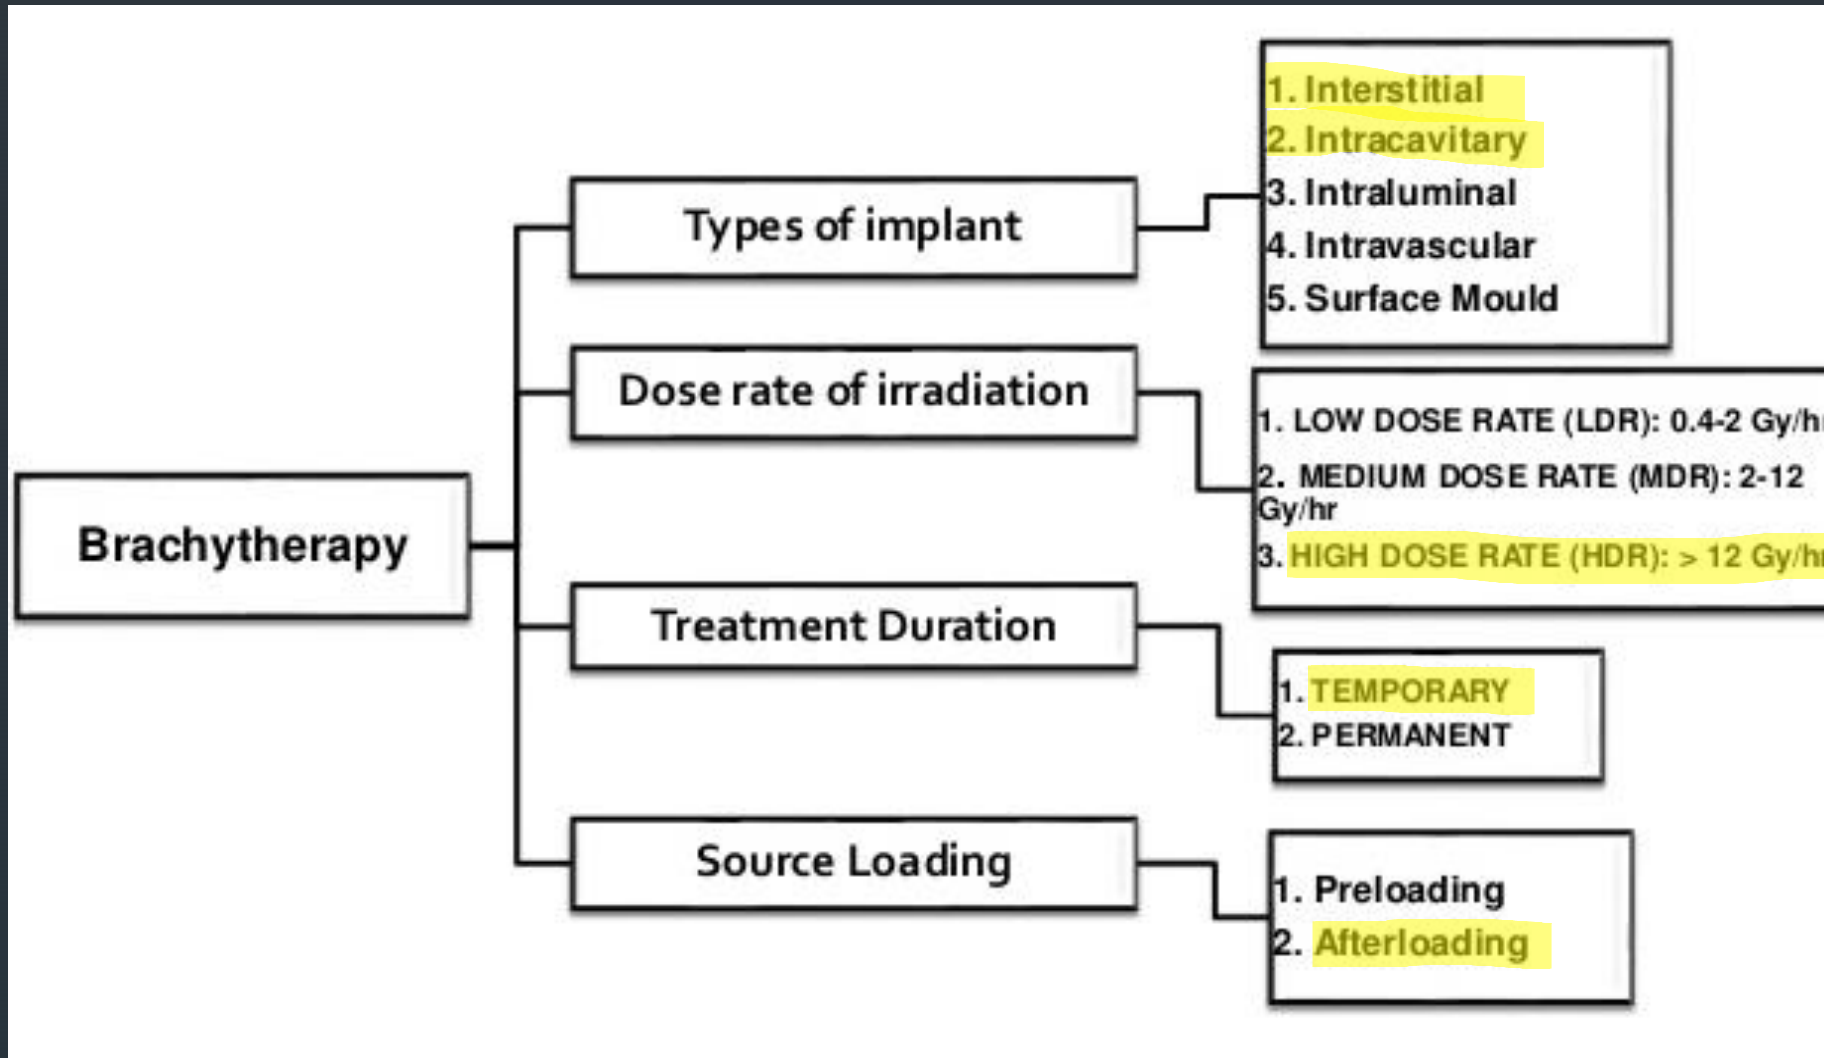 Brachytherapy
Types of implant
1. Interstitial
2. Intracavitary
3. Intraluminal
4. Intravascular
5. Surface Mould
Dose rate of irradiation
1. LOW DOSE RATE (LDR): 0.4-2 Gy/hr
2. MEDIUM DOSE RATE (MDR): 2-12
Gy/hr
3. HIGH DOSE RATE (HDR): > 12 Gy/hr
Treatment Duration
1. TEMPORARY
2. PERMANENT
Source Loading
1. Preloading
2. Afterloading